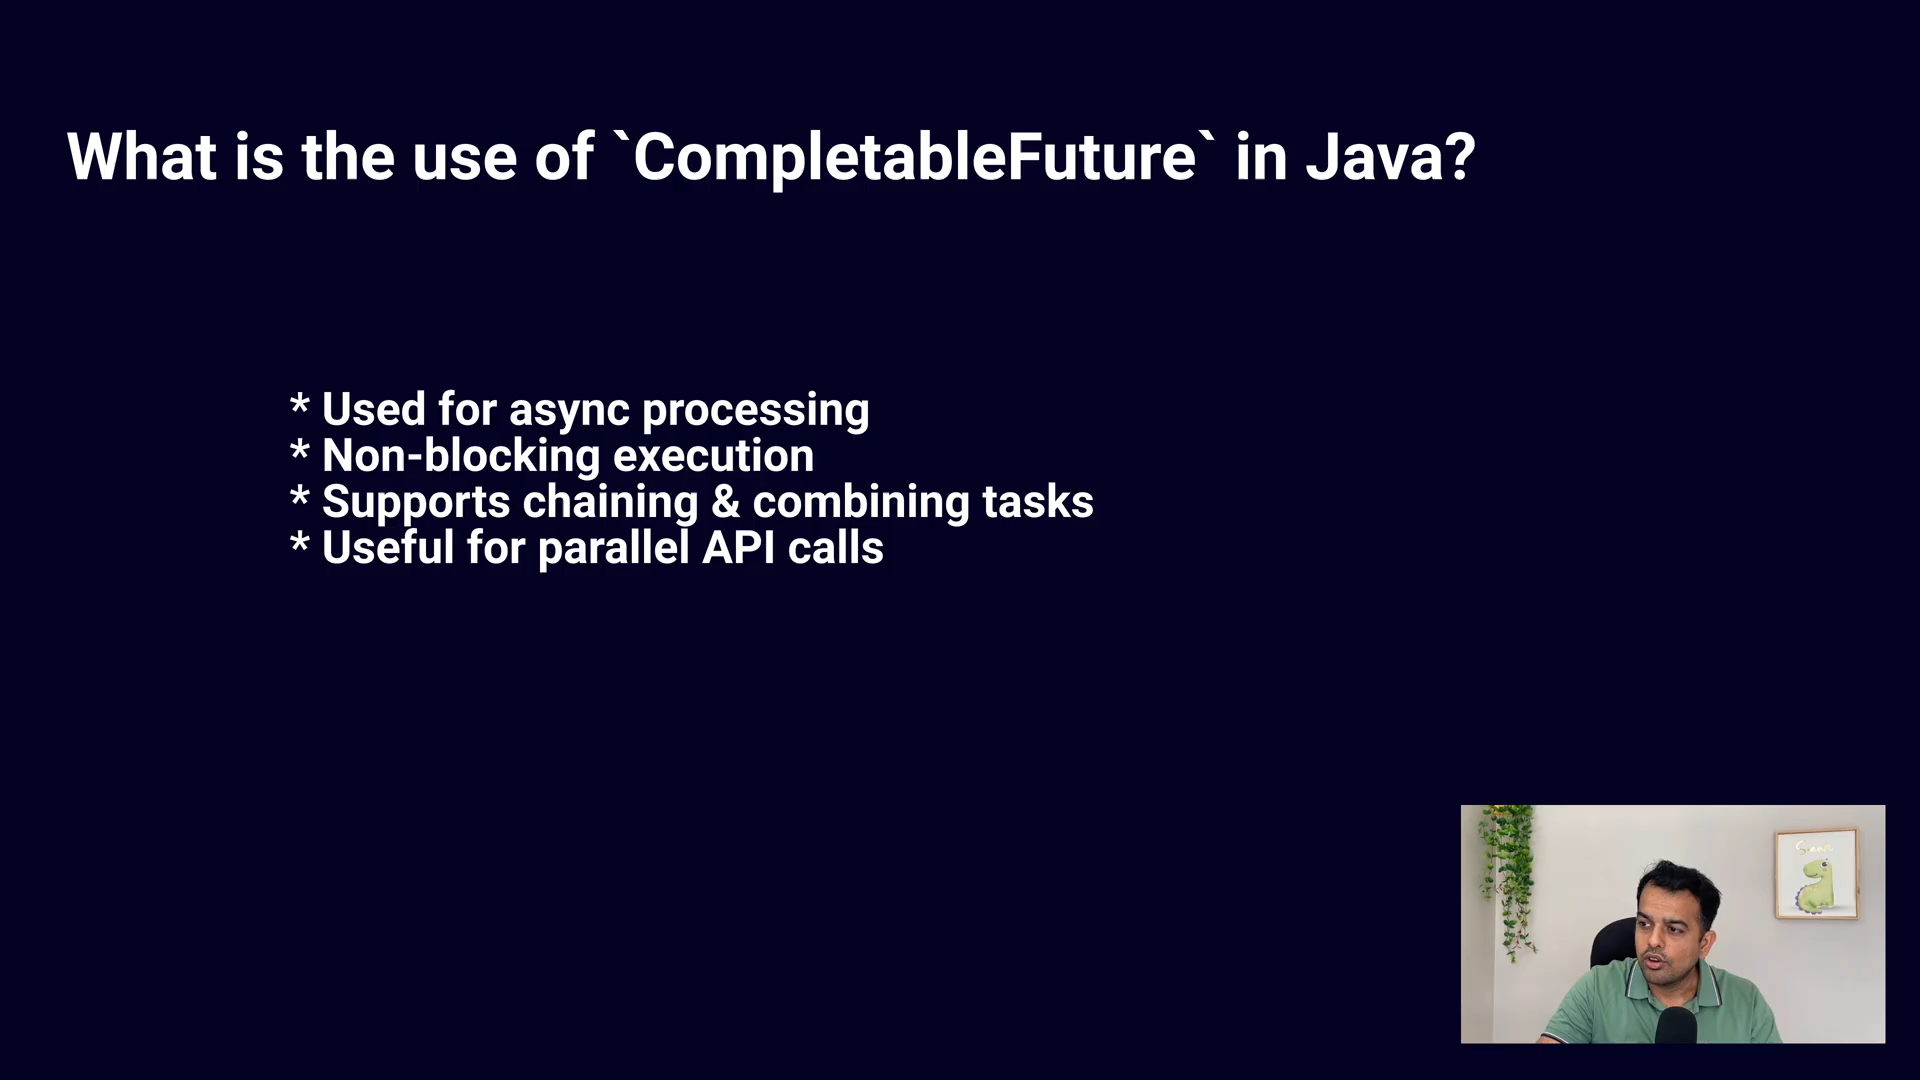 What is the use of `CompletableFuture` in Java?
* Used for async processing
* Non-blocking execution
* Supports chaining & combining tasks
* Useful for parallel API calls